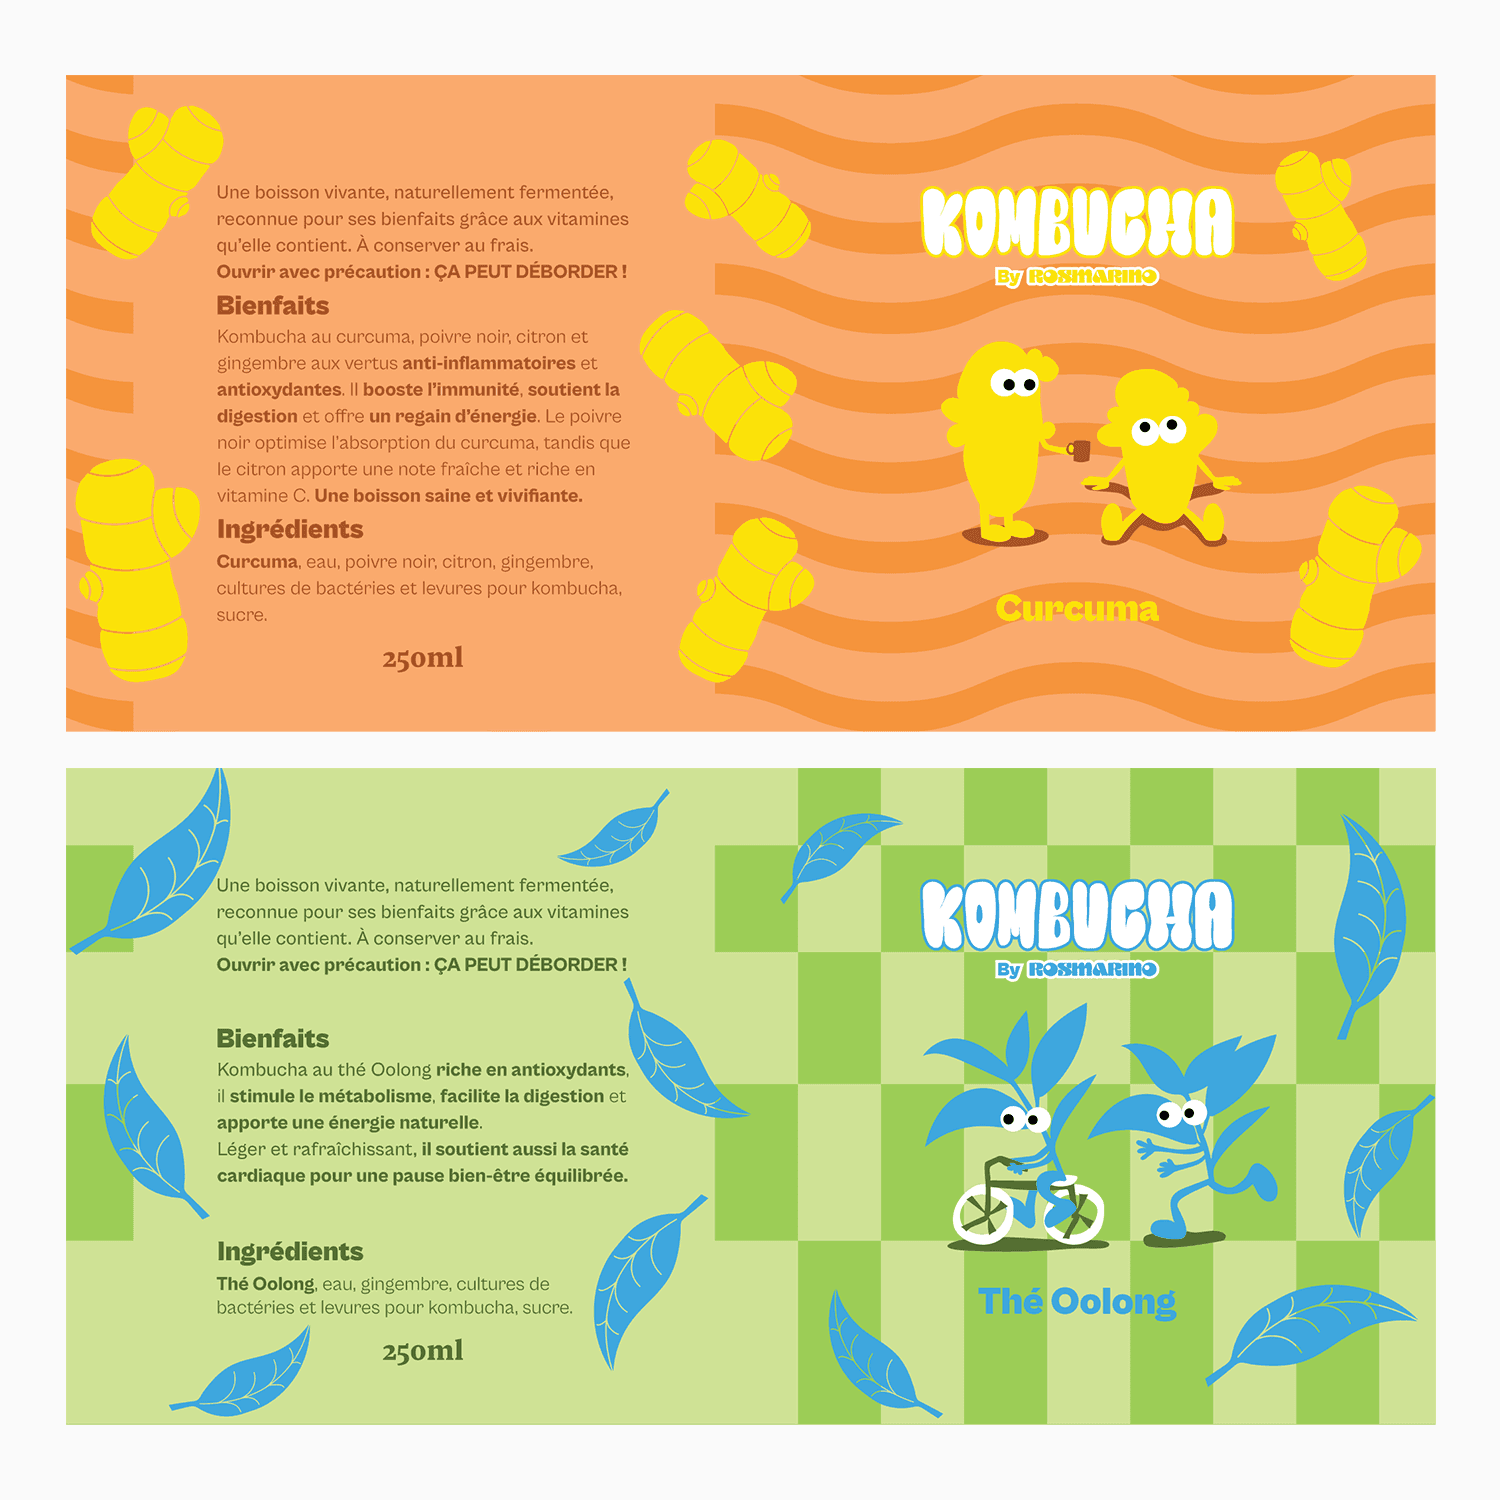 Une boisson vivante, naturellement fermentée,
reconnue pour ses bienfaits grâce aux vitamines
qu'elle contient. À conserver au frais.
Ouvrir avec précaution : ÇA PEUT DÉBORDER !
Bienfaits
Kombucha au curcuma, poivre noir, citron et
gingembre aux vertus anti-inflammatoires et
antioxydantes. Il booste l'immunité, soutient la
digestion et offre un regain d'énergie. Le poivre
noir optimise l'absorption du curcuma, tandis que
le citron apporte une note fraîche et riche en
vitamine C. Une boisson saine et vivifiante.
Ingrédients
Curcuma, eau, poivre noir, citron, gingembre,
cultures de bactéries et levures pour kombucha,
sucre.
250ml
KOMBUCHA
By ROSMARINO
Curcuma
Une boisson vivante, naturellement fermentée,
reconnue pour ses bienfaits grâce aux vitamines
qu'elle contient. À conserver au frais.
Ouvrir avec précaution : ÇA PEUT DÉBORDER !
Bienfaits
Kombucha au thé Oolong riche en antioxydants,
il stimule le métabolisme, facilite la digestion et
apporte une énergie naturelle.
Léger et rafraîchissant, il soutient aussi la santé
cardiaque pour une pause bien-être équilibrée.
Ingrédients
Thé Oolong, eau, gingembre, cultures de
bactéries et levures pour kombucha, sucre.
250ml
KOMBUCHA
By ROSMARINO
Thé Oolong